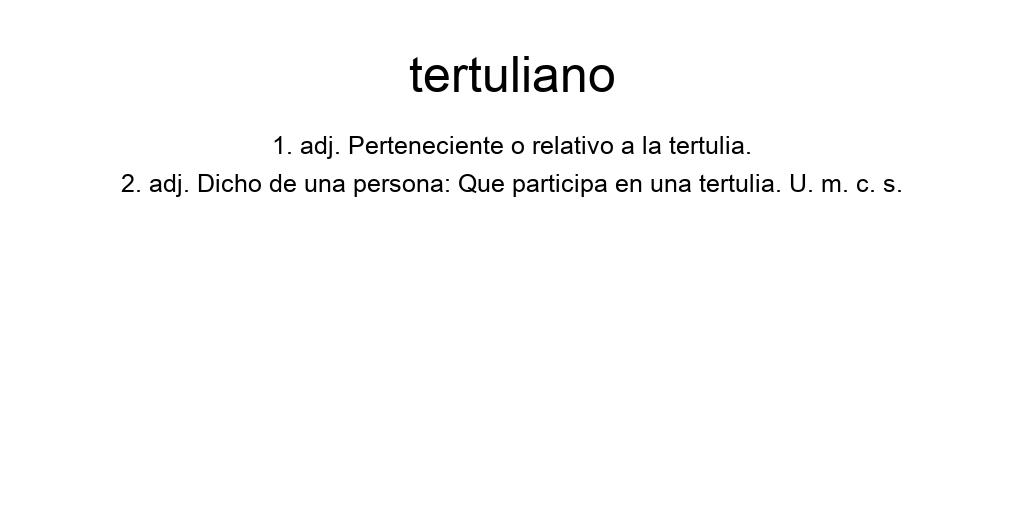 tertuliano
1. adj. Perteneciente o relativo a la tertulia.
2. adj. Dicho de una persona: Que participa en una tertulia. U. m. c. s.